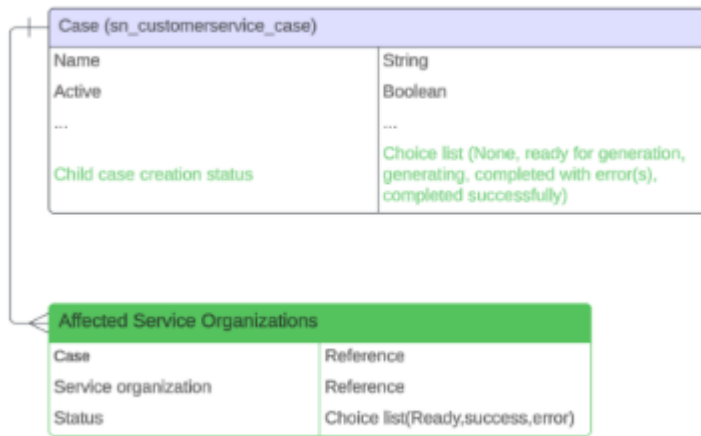 Case (sn_customerservice_case)
Name String
Active Boolean
... ...
Child case creation status Choice list (None, ready for generation,
generating, completed with error(s),
completed successfully)
Affected Service Organizations
Case Reference
Service organization Reference
Status Choice list(Ready,success,error)